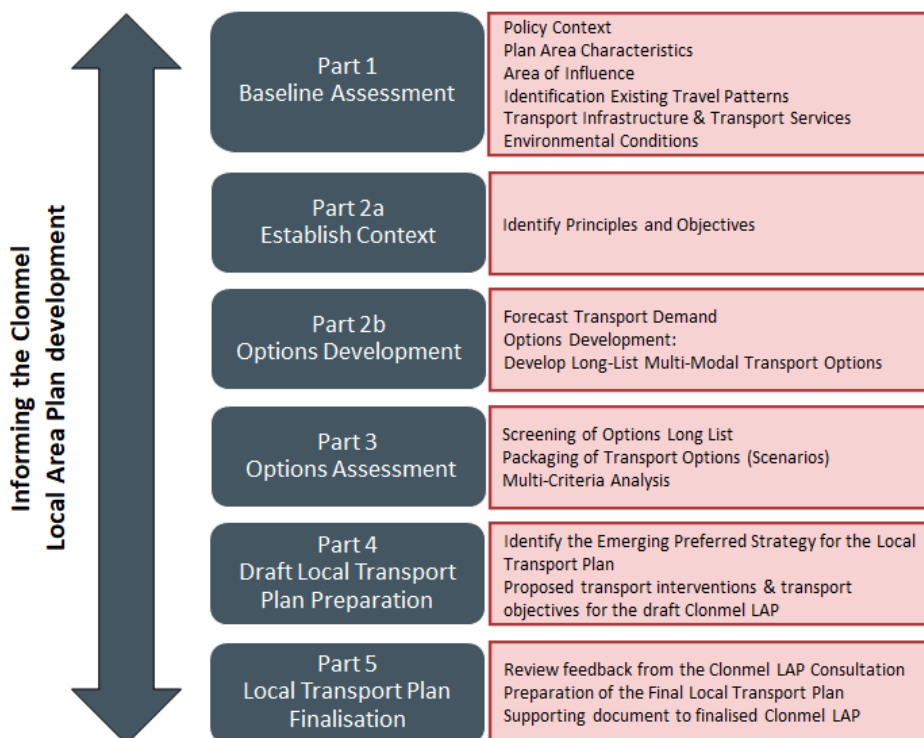 Informing the Clonmel
Local Area Plan development
Part 1
Baseline Assessment
Policy Context
Plan Area Characteristics
Area of Influence
Identification Existing Travel Patterns
Transport Infrastructure & Transport Services
Environmental Conditions
Part 2a
Establish Context
Identify Principles and Objectives
Part 2b
Options Development
Forecast Transport Demand
Options Development:
Develop Long-List Multi-Modal Transport Options
Part 3
Options Assessment
Screening of Options Long List
Packaging of Transport Options (Scenarios)
Multi-Criteria Analysis
Part 4
Draft Local Transport
Plan Preparation
Identify the Emerging Preferred Strategy for the Local
Transport Plan
Proposed transport interventions & transport
objectives for the draft Clonmel LAP
Part 5
Local Transport Plan
Finalisation
Review feedback from the Clonmel LAP Consultation
Preparation of the Final Local Transport Plan
Supporting document to finalised Clonmel LAP